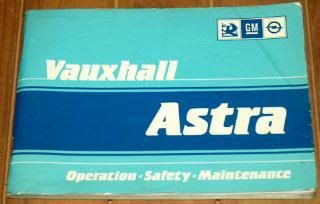 GM
Vauxhall
Astra
Operation-Safety-Maintenance